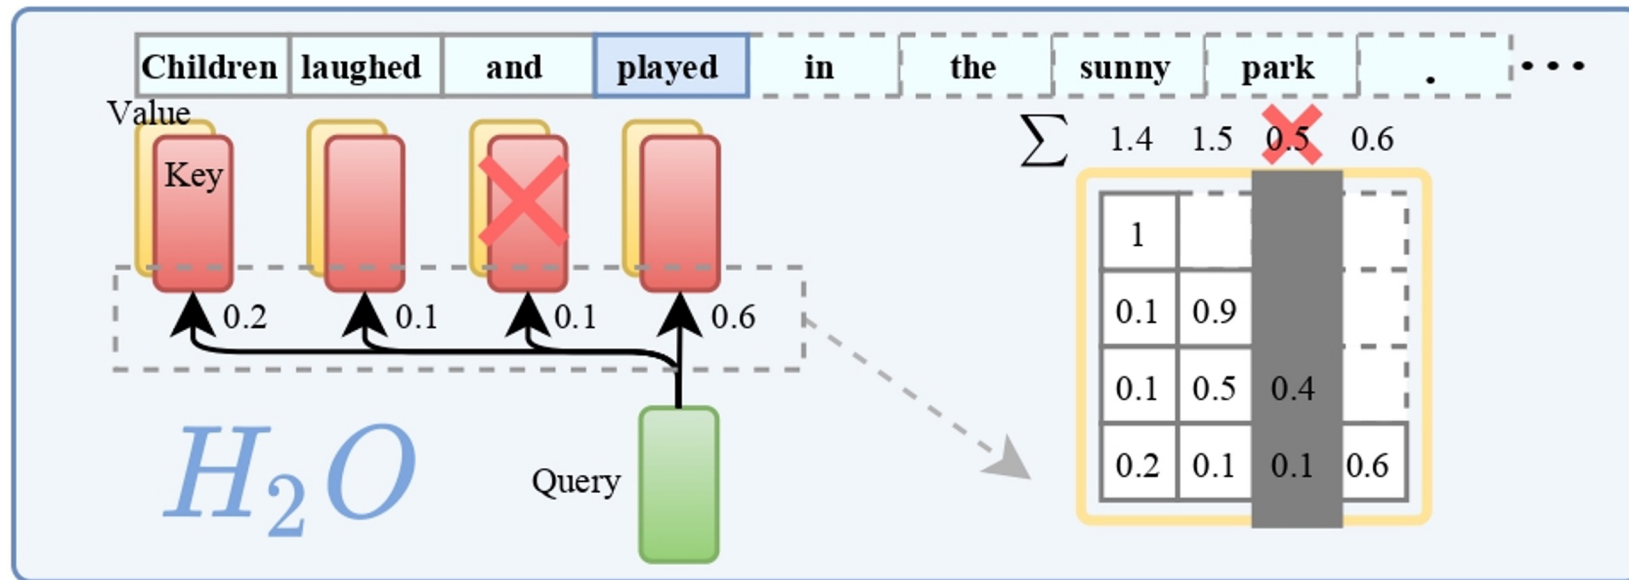 Children laughed and played in the sunny park . ...
Value
∑ 1.4 1.5 0.5 0.6
Key
1
0.2 0.1 0.1 0.6
0.1 0.9
0.1 0.5 0.4
0.2 0.1 0.1 0.6
H₂O
Query